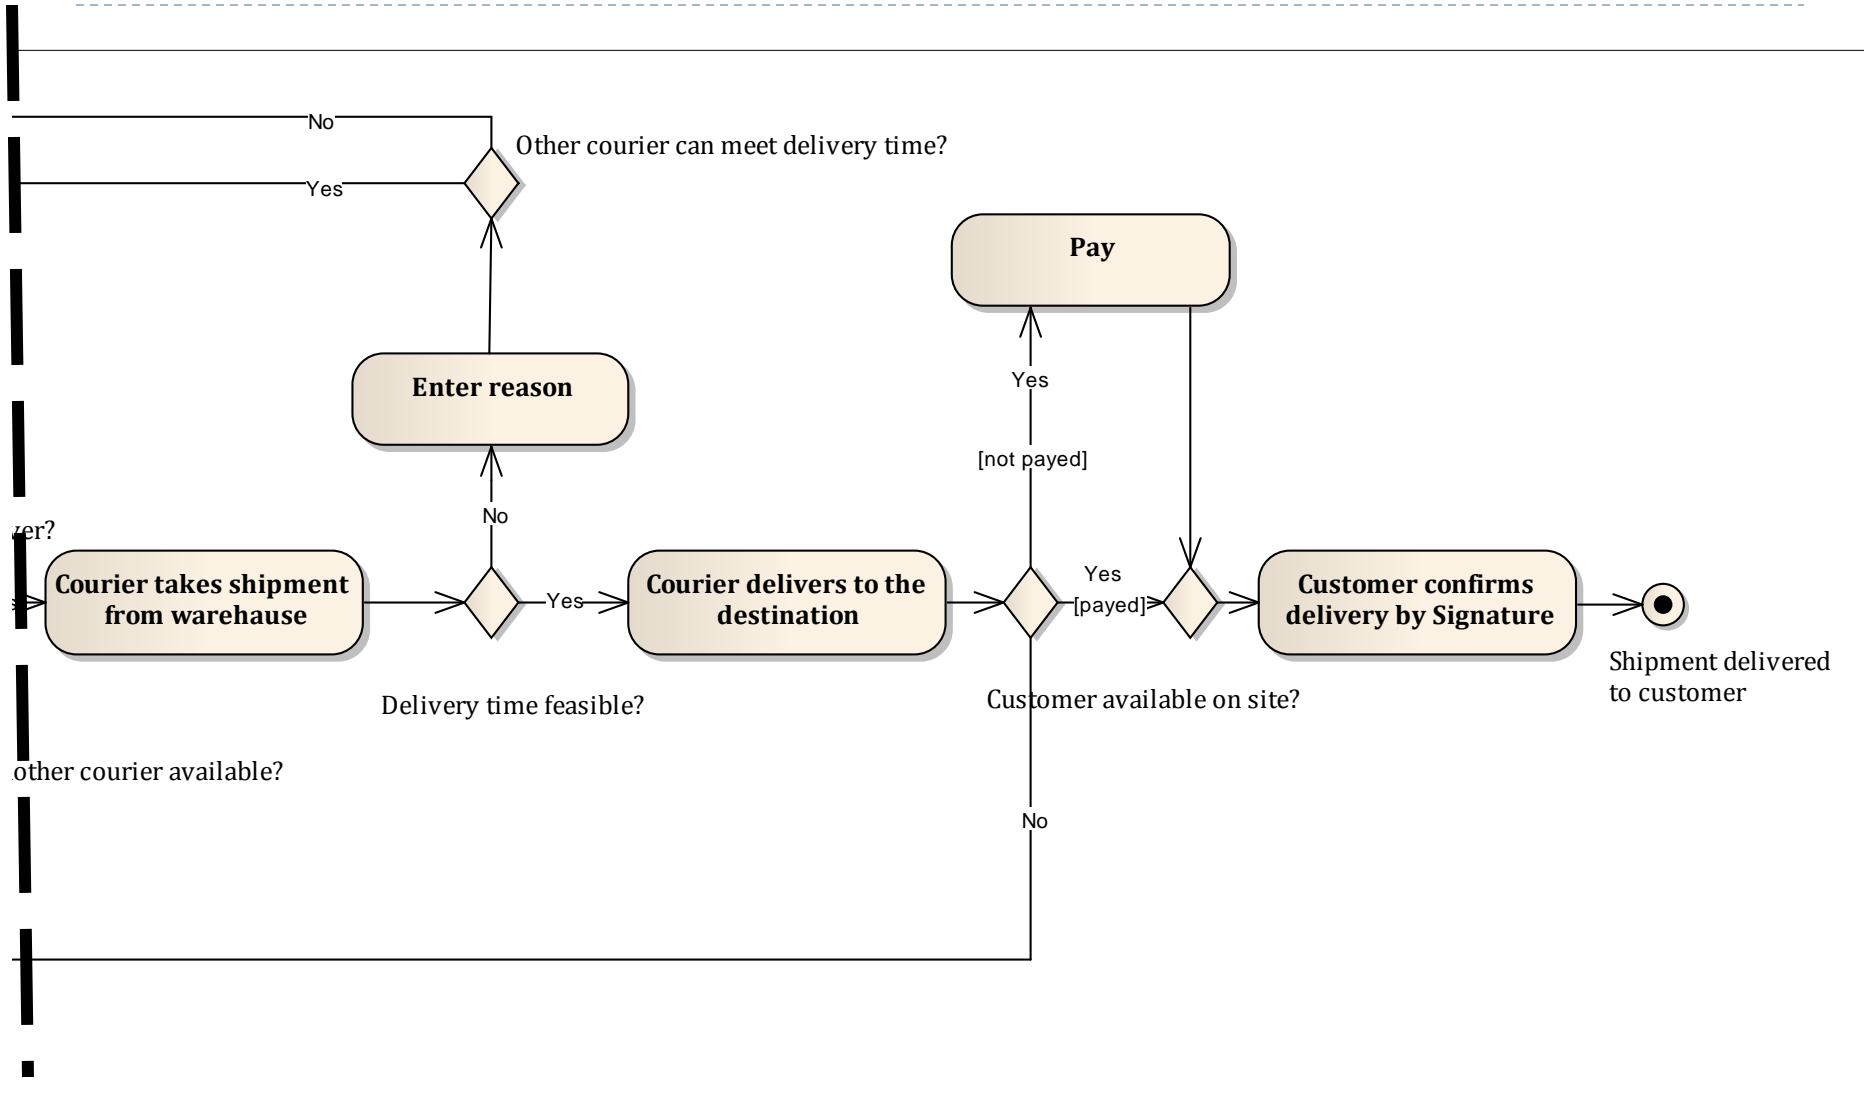 No
Other courier can meet delivery time?
Yes
Pay
Enter reason
Yes
[not payed]
No
Courier takes shipment
from warehause
Yes
Courier delivers to the
destination
Yes
[payed]
Customer confirms
delivery by Signature
Shipment delivered
to customer
Delivery time feasible?
Customer available on site?
other courier available?
No